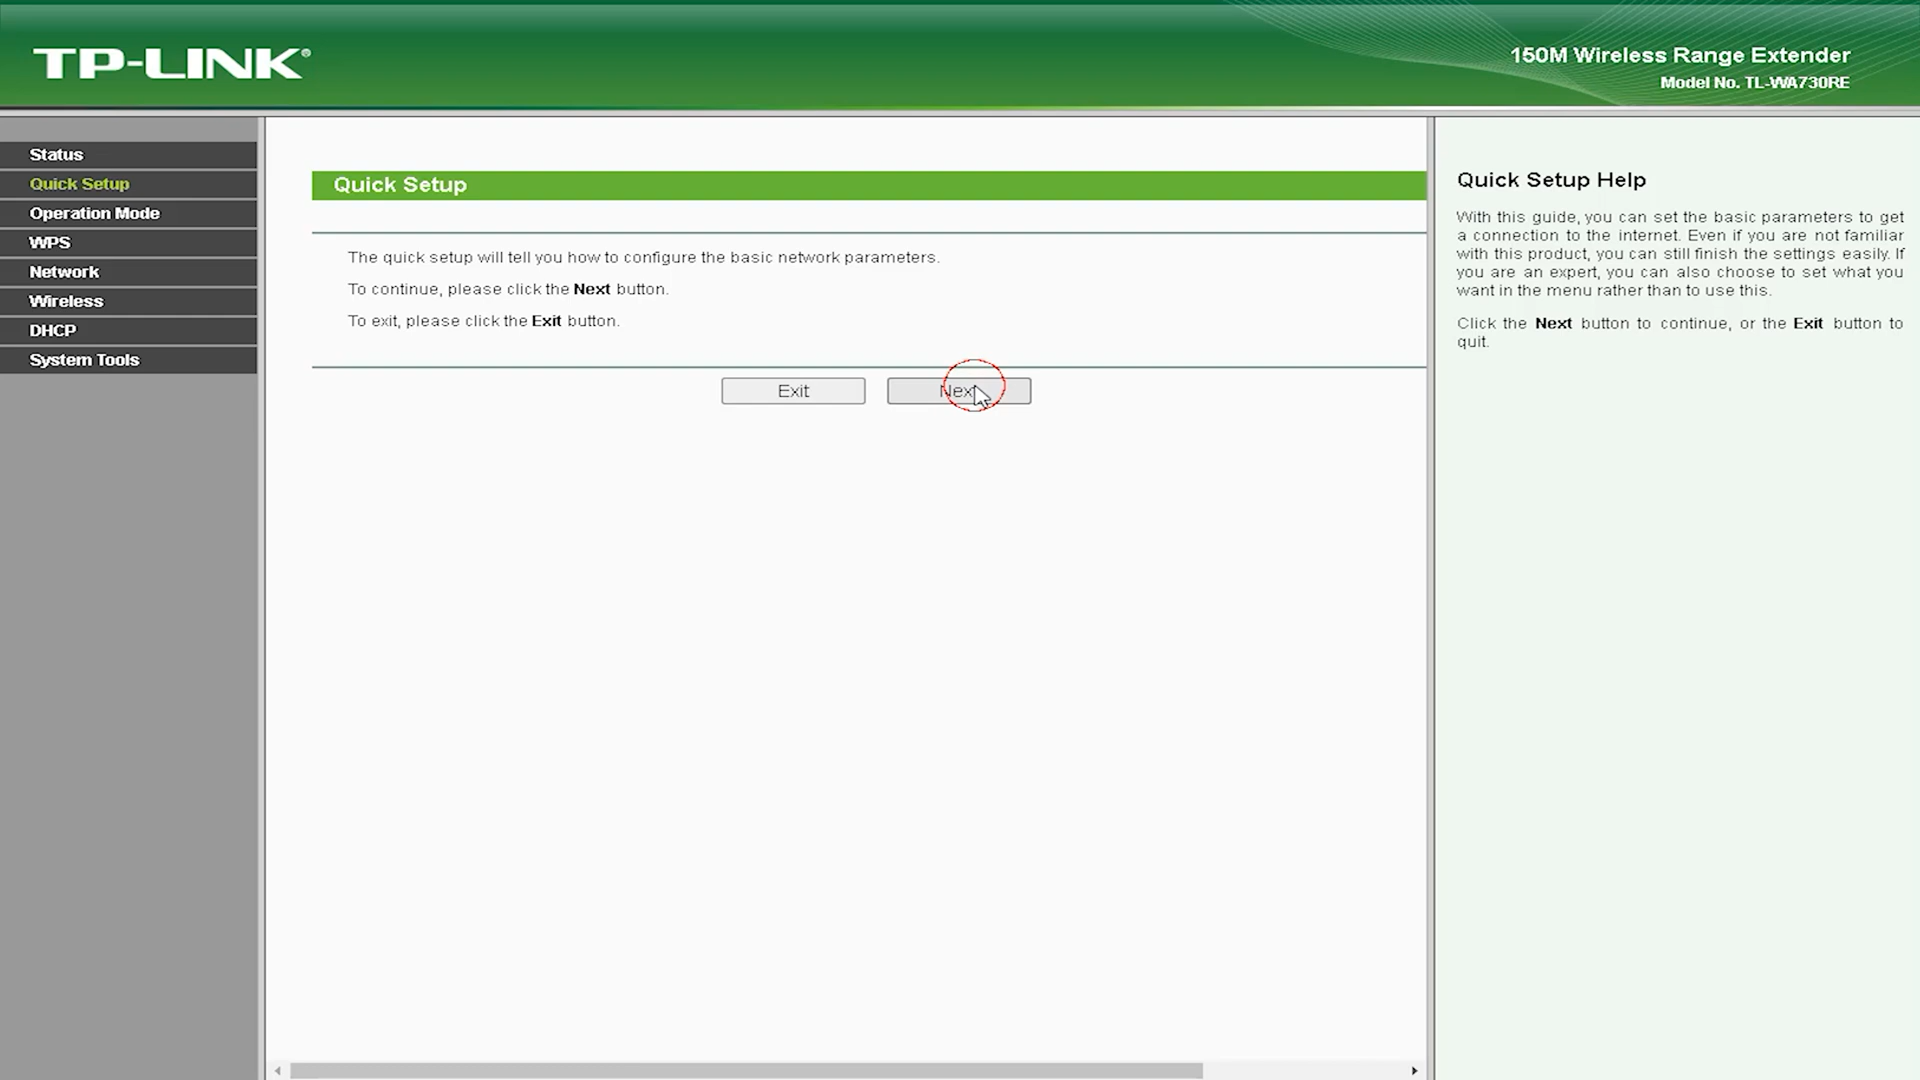 TP-LINK®
150M Wireless Range Extender
Model No. TL-WA730RE
Status
Quick Setup
Operation Mode
WPS
Network
Wireless
DHCP
System Tools
Quick Setup
The quick setup will tell you how to configure the basic network parameters.
To continue, please click the Next button.
To exit, please click the Exit button.
Exit
Next
Quick Setup Help
With this guide, you can set the basic parameters to get
a connection to the internet. Even if you are not familiar
with this product, you can still finish the settings easily. If
you are an expert, you can also choose to set what you
want in the menu rather than to use this.
Click the Next button to continue, or the Exit button to
quit.